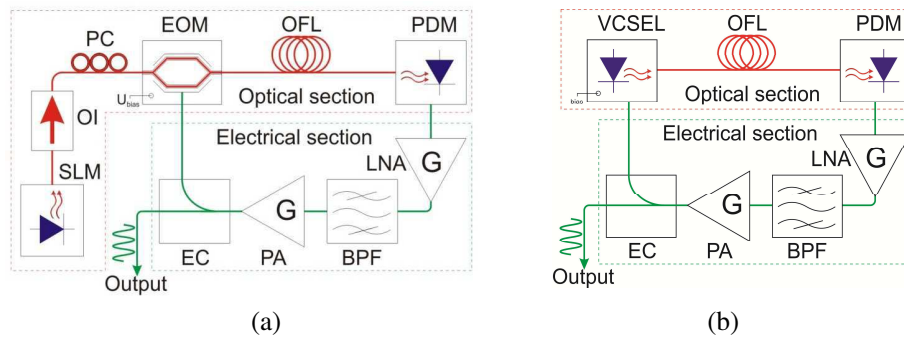 PC
EOM
OFL
PDM
U bias
Optical section
OI
Electrical section
LNA
G
SLM
G
EC
PA
BPF
Output
(a)
VCSEL
OFL
PDM
bias
Optical section
Electrical section
LNA
G
G
EC
PA
BPF
Output
(b)